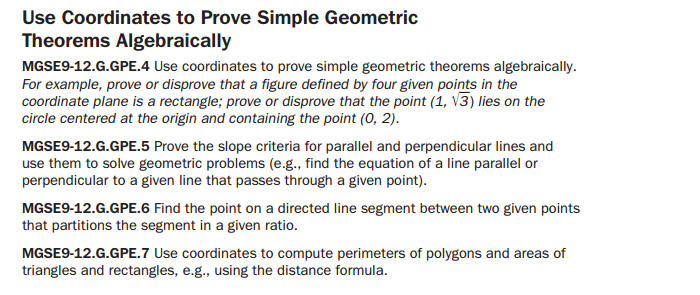 Use Coordinates to Prove Simple Geometric
Theorems Algebraically
MGSE9-12.G.GPE.4 Use coordinates to prove simple geometric theorems algebraically.
For example, prove or disprove that a figure defined by four given points in the
coordinate plane is a rectangle; prove or disprove that the point (1, √3) lies on the
circle centered at the origin and containing the point (0, 2).
MGSE9-12.G.GPE.5 Prove the slope criteria for parallel and perpendicular lines and
use them to solve geometric problems (e.g., find the equation of a line parallel or
perpendicular to a given line that passes through a given point).
MGSE9-12.G.GPE.6 Find the point on a directed line segment between two given points
that partitions the segment in a given ratio.
MGSE9-12.G.GPE.7 Use coordinates to compute perimeters of polygons and areas of
triangles and rectangles, e.g., using the distance formula.